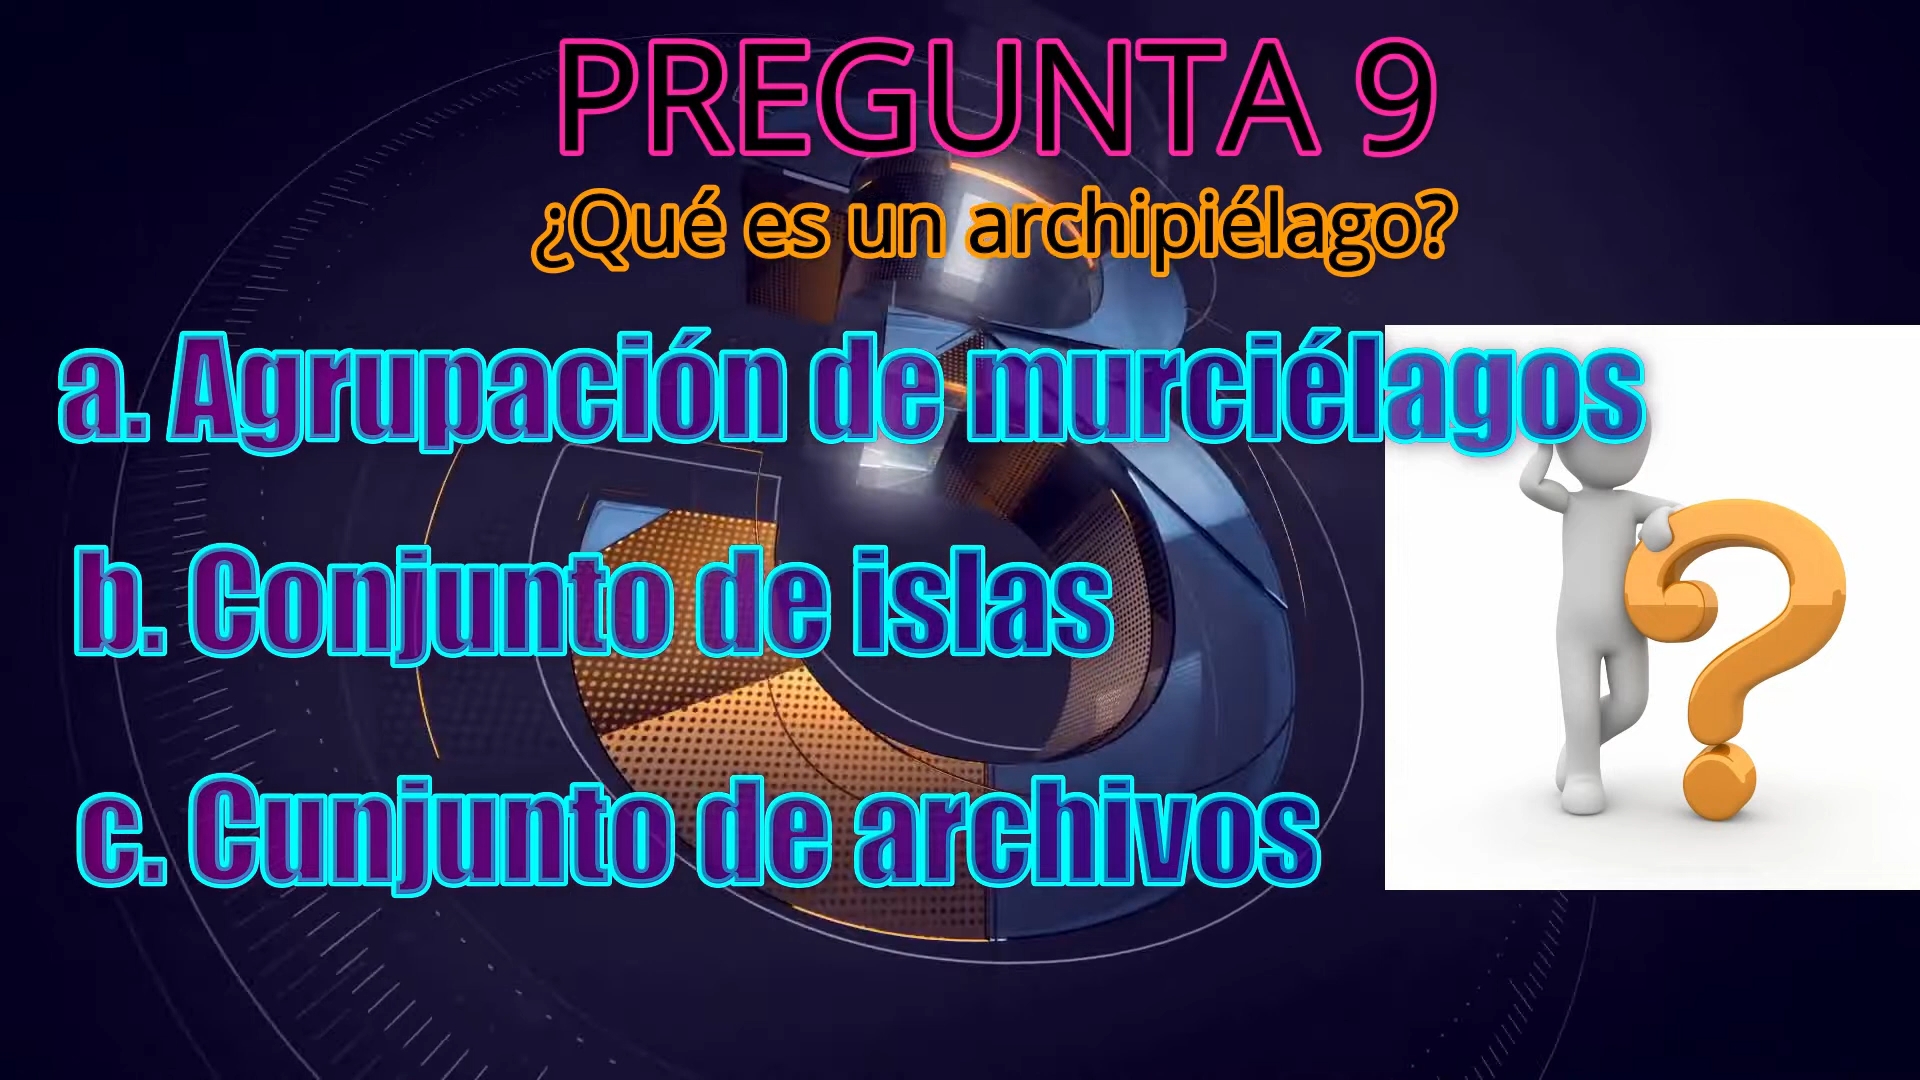 PREGUNTA 9
¿Qué es un archipiélago?
a. Agrupación de murciélagos
b. Conjunto de islas
c. Cunjunto de archivos